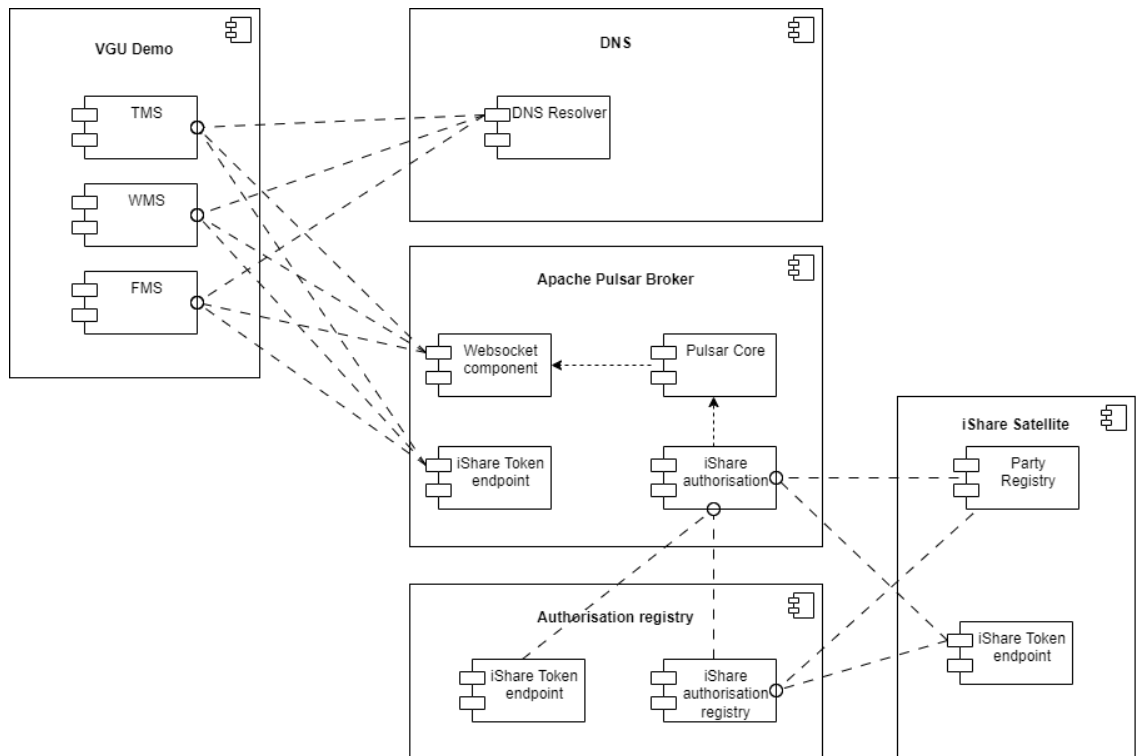 VGU Demo
TMS
WMS
FMS
DNS
DNS Resolver
Apache Pulsar Broker
Websocket
component
Pulsar Core
iShare Token
endpoint
iShare
authorisation
iShare Satellite
Party
Registry
iShare Token
endpoint
Authorisation registry
iShare Token
endpoint
iShare
authorisation
registry